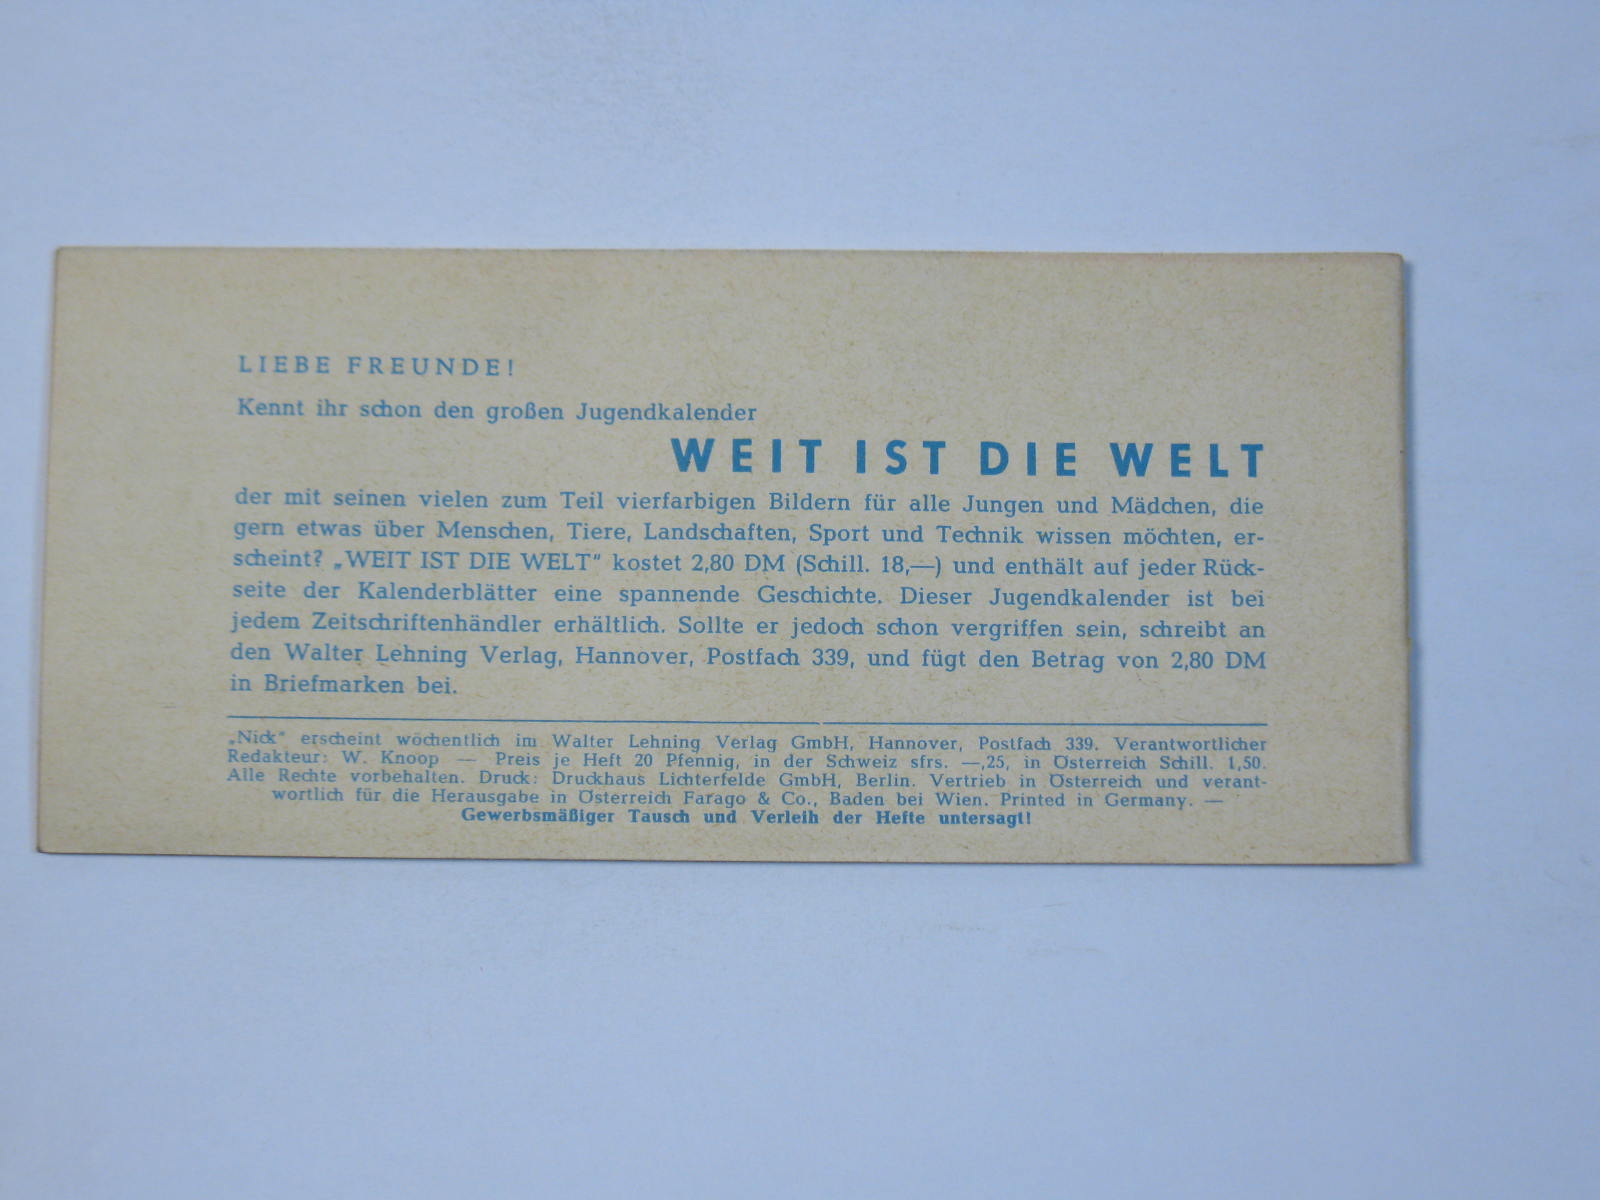 LIEBE FREUNDE!
Kennt ihr schon den großen Jugendkalender
WEIT IST DIE WELT
der mit seinen vielen zum Teil vierfarbigen Bildern für alle Jungen und Mädchen, die
gern etwas über Menschen, Tiere, Landschaften, Sport und Technik wissen möchten, er-
scheint? „WEIT IST DIE WELT" kostet 2,80 DM (Schill. 18,—) und enthält auf jeder Rück-
seite der Kalenderblätter eine spannende Geschichte. Dieser Jugendkalender ist bei
jedem Zeitschriftenhändler erhältlich. Sollte er jedoch schon vergriffen sein, schreibt an
den Walter Lehning Verlag, Hannover, Postfach 339, und fügt den Betrag von 2,80 DM
in Briefmarken bei.
„Nick" erscheint wöchentlich im Walter Lehning Verlag GmbH, Hannover, Postfach 339. Verantwortlicher
Redakteur: W. Knoop — Preis je Heft 20 Pfennig, in der Schweiz sfrs. —,25, in Österreich Schill. 1,50.
Alle Rechte vorbehalten. Druck: Druckhaus Lichterfelde GmbH, Berlin. Vertrieb in Österreich und verant-
wortlich für die Herausgabe in Österreich Farago & Co., Baden bei Wien. Printed in Germany. —
Gewerbsmäßiger Tausch und Verleih der Hefte untersagt!